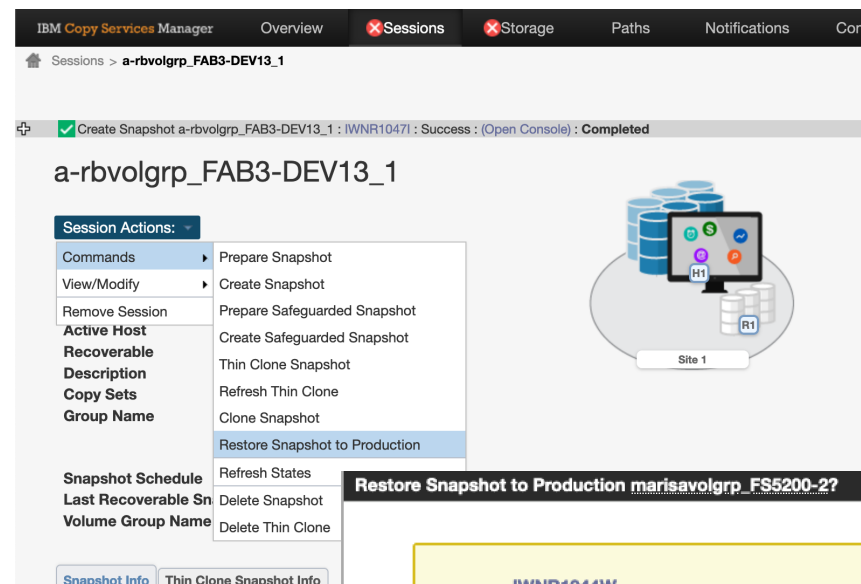 IBM Copy Services Manager Overview Sessions Storage Paths Notifications Con
Sessions > a-rbvolgrp_FAB3-DEV13_1
Create Snapshot a-rbvolgrp_FAB3-DEV13_1 : IWNR1047I : Success : (Open Console) : Completed
a-rbvolgrp_FAB3-DEV13_1
Session Actions:
Commands
View/Modify
Remove Session
Prepare Snapshot
Create Snapshot
Prepare Safeguarded Snapshot
Create Safeguarded Snapshot
Thin Clone Snapshot
Refresh Thin Clone
Clone Snapshot
Restore Snapshot to Production
Refresh States
Delete Snapshot
Delete Thin Clone
Active Host
Recoverable
Description
Copy Sets
Group Name
Snapshot Schedule
Last Recoverable Sn
Volume Group Name
Snapshot Info Thin Clone Snapshot Info
H1
R1
Site 1
Restore Snapshot to Production marisavolgrp_FS5200-2?
IWNR1044W